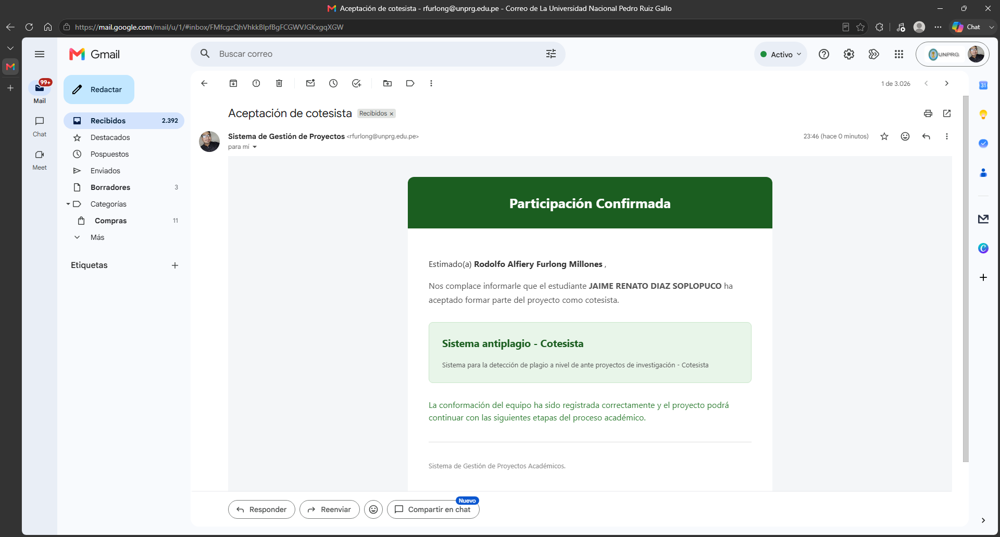 Aceptación de cotesista - rfurlong@unprg.edu.pe - Correo de La Universidad Nacional Pedro Ruiz Gallo
https://mail.google.com/mail/u/1/#inbox/FMfcgzQhVhkkBlpfBgFCGWVJGKxgqXGW
Chat
Gmail
Buscar correo
Activo
UNPRG
99+
Mail
Chat
Meet
Redactar
Recibidos 2.392
Destacados
Pospuestos
Enviados
Borradores 3
Categorías
Compras 11
Más
Etiquetas
1 de 3.026
31
Aceptación de cotesista Recibidos x
Sistema de Gestión de Proyectos <rfurlong@unprg.edu.pe>
23:46 (hace 0 minutos)
para mí
Participación Confirmada
Estimado(a) Rodolfo Alfiery Furlong Millones ,
Nos complace informarle que el estudiante JAIME RENATO DIAZ SOPLOPUCO ha
aceptado formar parte del proyecto como cotesista.
Sistema antiplagio - Cotesista
Sistema para la detección de plagio a nivel de ante proyectos de investigación - Cotesista
La conformación del equipo ha sido registrada correctamente y el proyecto podrá
continuar con las siguientes etapas del proceso académico.
Sistema de Gestión de Proyectos Académicos.
Responder
Reenviar
Compartir en chat
Nuevo